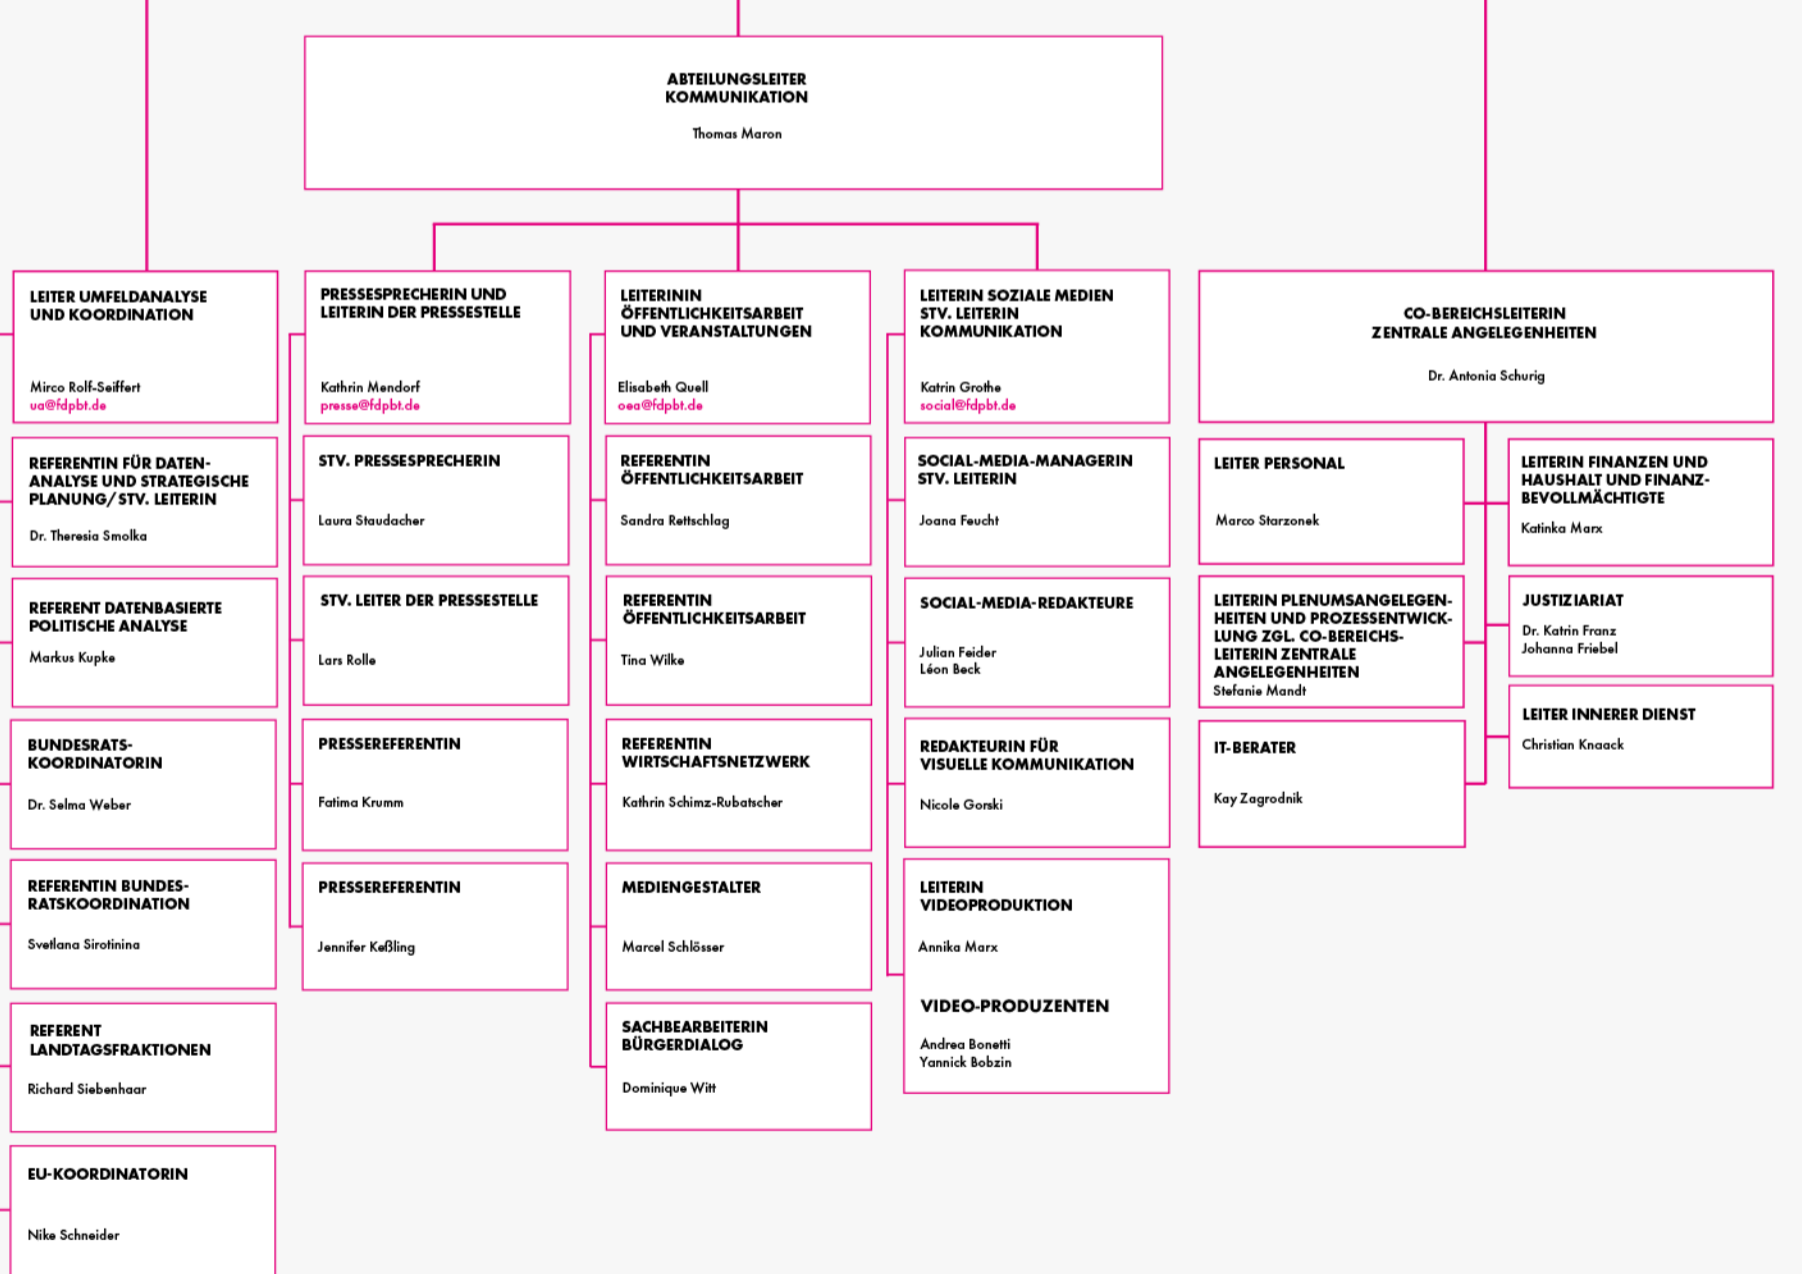 ABTEILUNGSLEITER
KOMMUNIKATION
Thomas Maron
LEITER UMFELDANALYSE
UND KOORDINATION
Mirco Rolf-Seiffert
ua@fdpbt.de
REFERENTIN FÜR DATEN-
ANALYSE UND STRATEGISCHE
PLANUNG/ STV. LEITERIN
Dr. Theresia Smolka
REFERENT DATENBASIERTE
POLITISCHE ANALYSE
Markus Kupke
BUNDESRATS-
KOORDINATORIN
Dr. Selma Weber
REFERENTIN BUNDES-
RATSKOORDINATION
Svetlana Sirotinina
REFERENT
LANDTAGSFRAKTIONEN
Richard Siebenhaar
EU-KOORDINATORIN
Nike Schneider
PRESSESPRECHERIN UND
LEITERIN DER PRESSESTELLE
Kathrin Mendorf
presse@fdpbt.de
STV. PRESSESPRECHERIN
Laura Staudacher
STV. LEITER DER PRESSESTELLE
Lars Rolle
PRESSEREFERENTIN
Fatima Krumm
PRESSEREFERENTIN
Jennifer Keßling
LEITERININ
ÖFFENTLICHKEITSARBEIT
UND VERANSTALTUNGEN
Elisabeth Quell
oea@fdpbt.de
REFERENTIN
ÖFFENTLICHKEITSARBEIT
Sandra Rettschlag
REFERENTIN
ÖFFENTLICHKEITSARBEIT
Tina Wilke
REFERENTIN
WIRTSCHAFTSNETZWERK
Kathrin Schimz-Rubatscher
MEDIENGESTALTER
Marcel Schlösser
SACHBEARBEITERIN
BÜRGERDIALOG
Dominique Witt
LEITERIN SOZIALE MEDIEN
STV. LEITERIN
KOMMUNIKATION
Katrin Grothe
social@fdpbt.de
SOCIAL-MEDIA-MANAGERIN
STV. LEITERIN
Joana Feucht
SOCIAL-MEDIA-REDAKTEURE
Julian Feider
Léon Beck
REDAKTEURIN FÜR
VISUELLE KOMMUNIKATION
Nicole Gorski
LEITERIN
VIDEOPRODUKTION
Annika Marx
VIDEO-PRODUZENTEN
Andrea Bonetti
Yannick Bobzin
CO-BEREICHSLEITERIN
ZENTRALE ANGELEGENHEITEN
Dr. Antonia Schurig
LEITER PERSONAL
Marco Starzonek
LEITERIN PLENUMSANGELEGEN-
HEITEN UND PROZESSENTWICK-
LUNG ZGL. CO-BEREICHS-
LEITERIN ZENTRALE
ANGELEGENHEITEN
Stefanie Mandt
IT-BERATER
Kay Zagrodnik
LEITERIN FINANZEN UND
HAUSHALT UND FINANZ-
BEVOLLMÄCHTIGTE
Katinka Marx
JUSTIZIARIAT
Dr. Katrin Franz
Johanna Friebel
LEITER INNERER DIENST
Christian Knaack